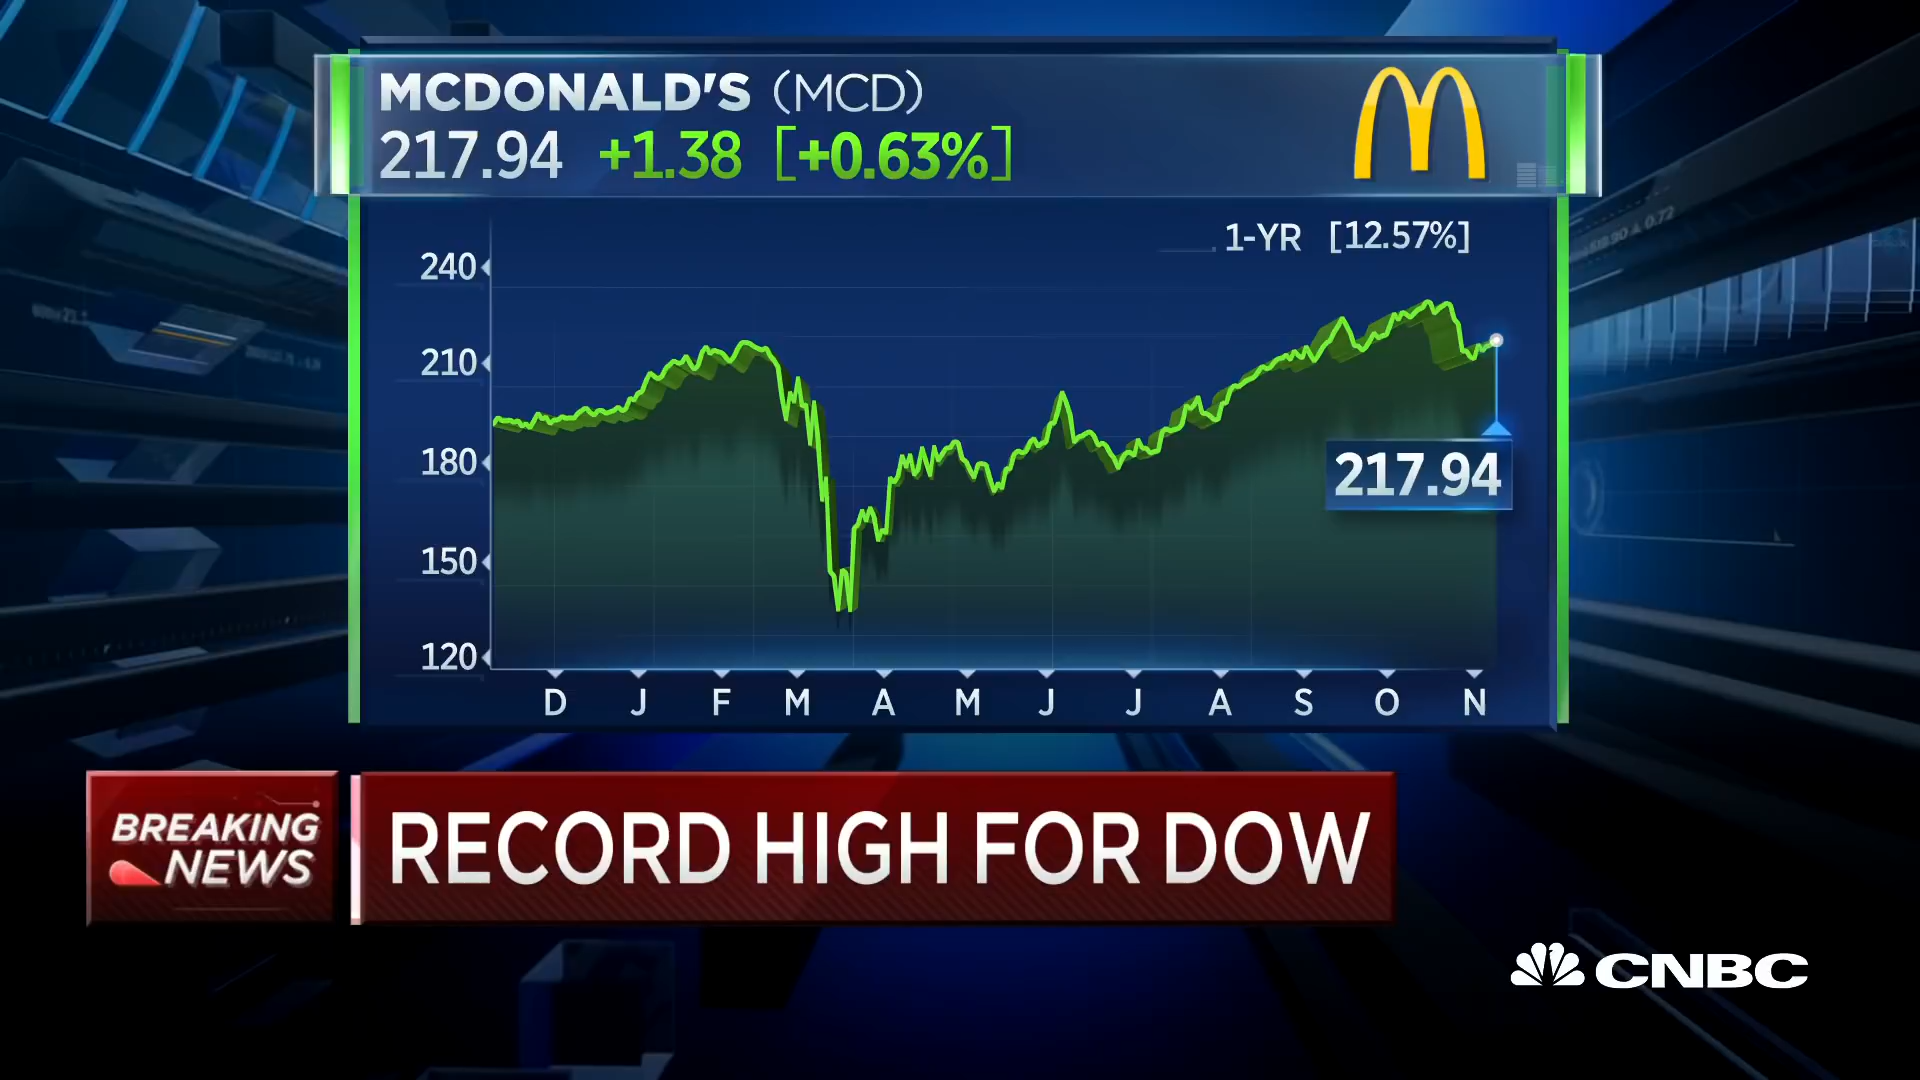 MCDONALD'S (MCD)
217.94 +1.38 [+0.63%]
1-YR [12.57%]
240
210
180
150
120
217.94
D J F M A M J J A S O N
BREAKING
NEWS
RECORD HIGH FOR DOW
CNBC